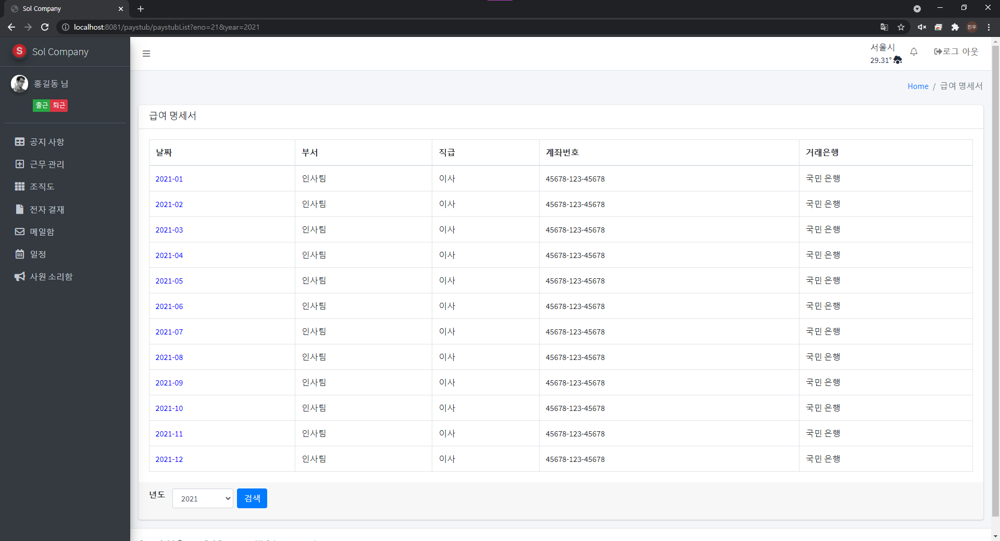 Sol Company
localhost:8081/paystub/paystubList?eno=21&year=2021
진우
S Sol Company
서울시
29.31°
로그 아웃
홍길동 님
출근 퇴근
Home / 급여 명세서
공지 사항
근무 관리
조직도
전자 결재
메일함
일정
사원 소리함
급여 명세서
날짜 부서 직급 계좌번호 거래은행
2021-01 인사팀 이사 45678-123-45678 국민 은행
2021-02 인사팀 이사 45678-123-45678 국민 은행
2021-03 인사팀 이사 45678-123-45678 국민 은행
2021-04 인사팀 이사 45678-123-45678 국민 은행
2021-05 인사팀 이사 45678-123-45678 국민 은행
2021-06 인사팀 이사 45678-123-45678 국민 은행
2021-07 인사팀 이사 45678-123-45678 국민 은행
2021-08 인사팀 이사 45678-123-45678 국민 은행
2021-09 인사팀 이사 45678-123-45678 국민 은행
2021-10 인사팀 이사 45678-123-45678 국민 은행
2021-11 인사팀 이사 45678-123-45678 국민 은행
2021-12 인사팀 이사 45678-123-45678 국민 은행
년도 2021 검색